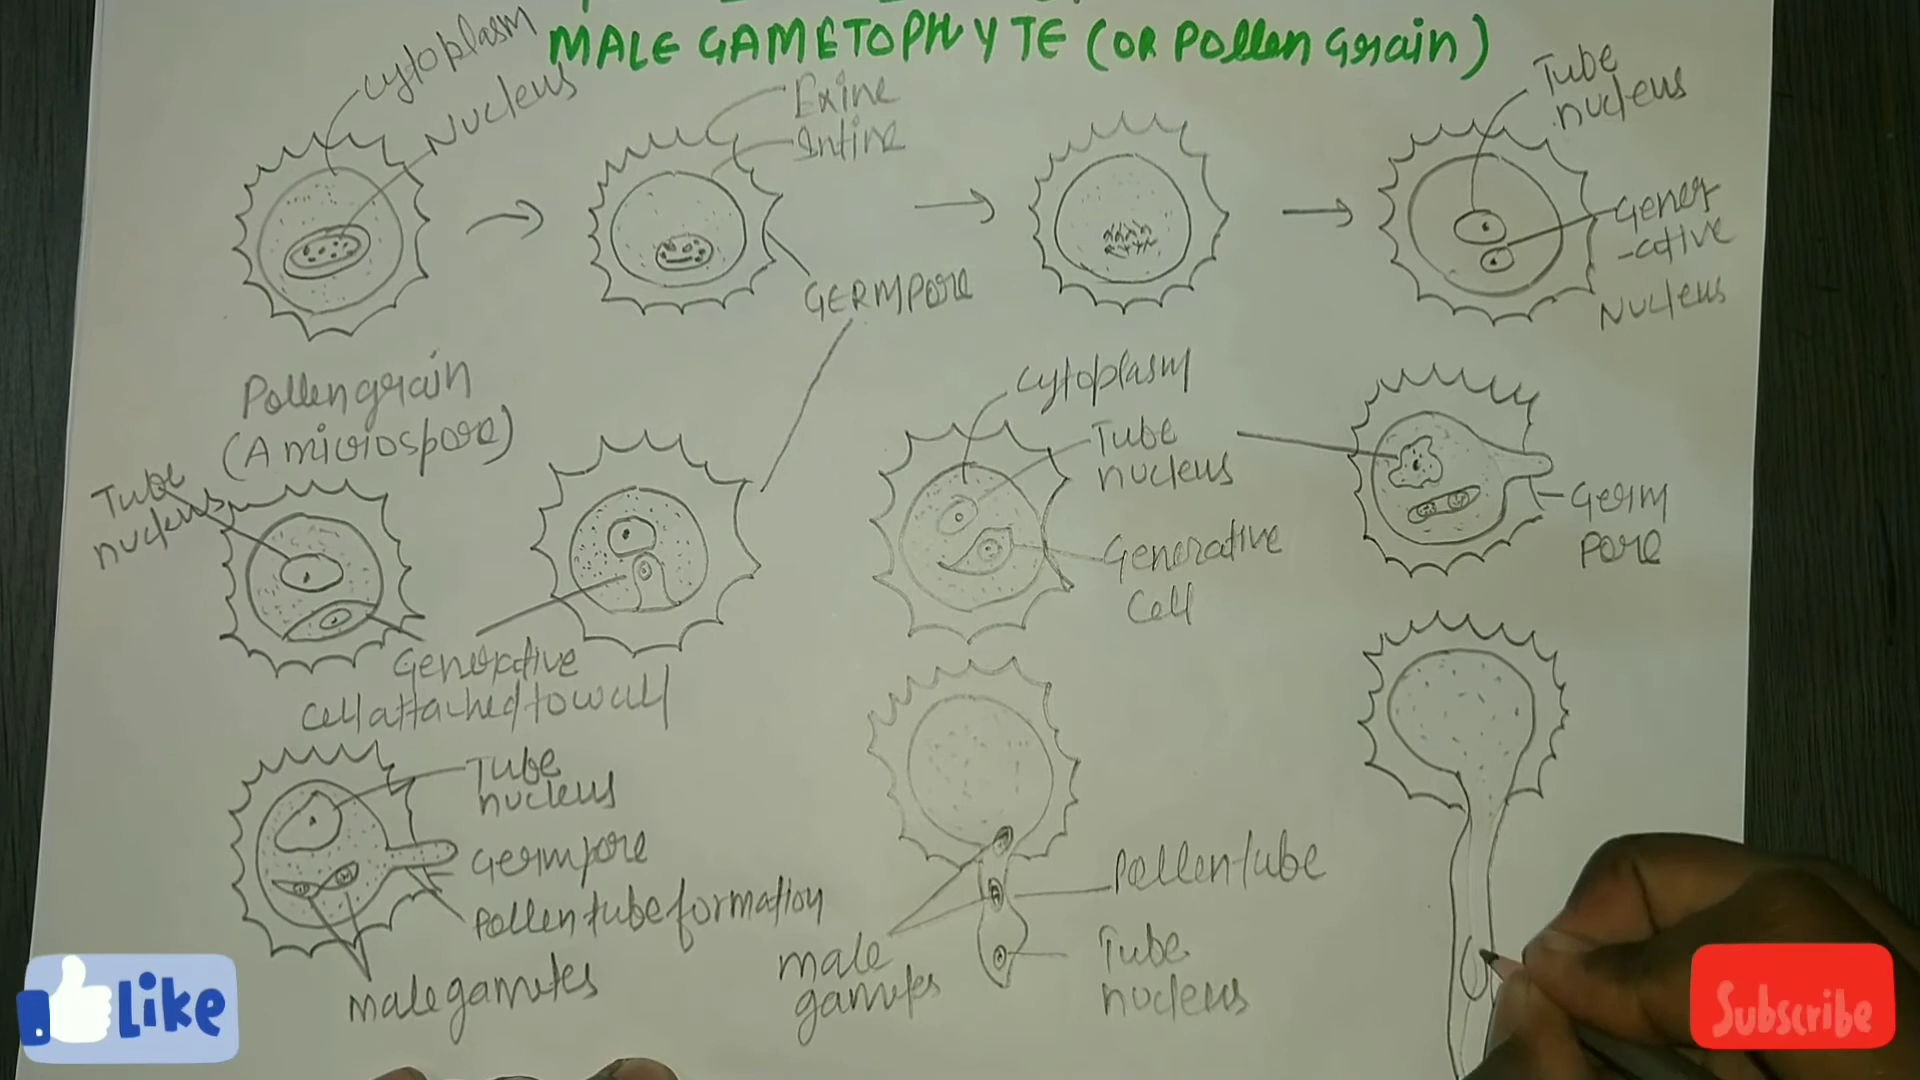 MALE GAMETOPHYTE (OR Pollen Grain)
Cytoplasm
Nucleus
Exine
Intine
GERMPORE
Tube
nucleus
Gener
-ative
Nucleus
Pollengrain
(A microspore)
Cytoplasm
Tube
nucleus
Generative
Cell
Germ
Pore
Tube
nucleus
Generative
Cell attached to wall
Tube
nucleus
Germpore
Pollen tube formation
Male gametes
Pollen tube
male
gametes
Tube
nucleus
Like
Subscribe